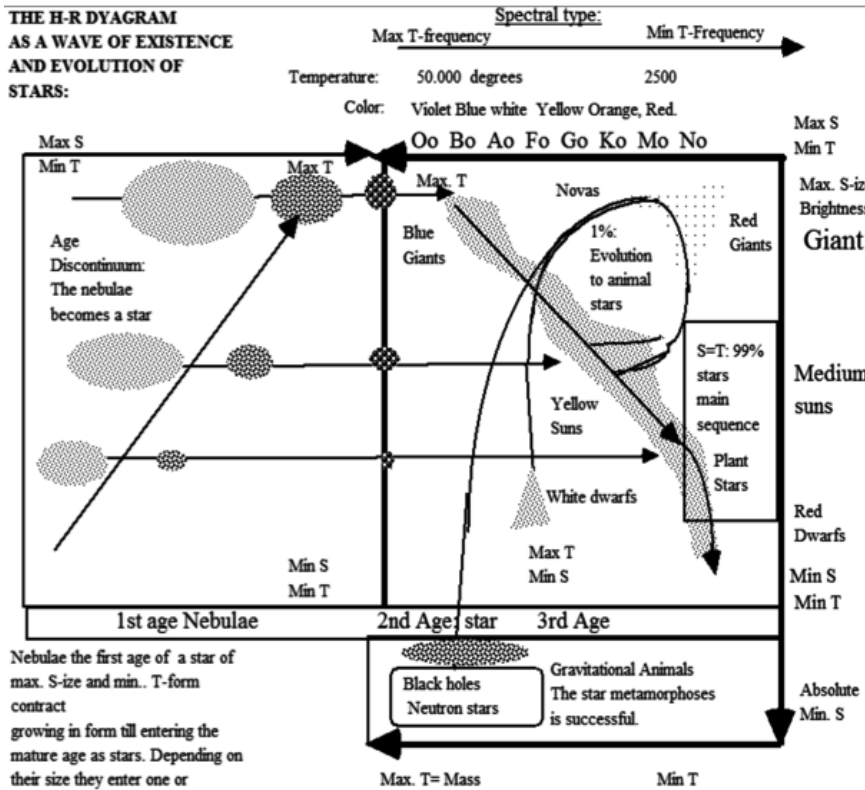 THE H-R DYAGRAM
AS A WAVE OF EXISTENCE
AND EVOLUTION OF
STARS:
Spectral type:
Max T-frequency
Min T-Frequency
Temperature:
50.000 degrees
2500
Color:
Violet Blue white Yellow Orange, Red.
Max S
Min T
Oo Bo Ao Fo Go Ko Mo No
Max S
Min T
Max T
Max. T
Novas
Max. S-ize
Brightness
Giant
Age
Discontinuum:
The nebulae
becomes a star
Blue
Giants
1%:
Evolution
to animal
stars
Red
Giants
S=T: 99%
stars
main
sequence
Plant
Stars
Medium
suns
Yellow
Suns
White dwarfs
Red
Dwarfs
Max T
Min S
Min S
Min T
Min S
Min T
1st age Nebulae
2nd Age: star
3rd Age
Nebulae the first age of a star of
max. S-ize and min.. T-form
contract
growing in form till entering the
mature age as stars. Depending on
their size they enter one or
Black holes
Neutron stars
Gravitational Animals
The star metamorphoses
is successful.
Absolute
Min. S
Max. T= Mass
Min T